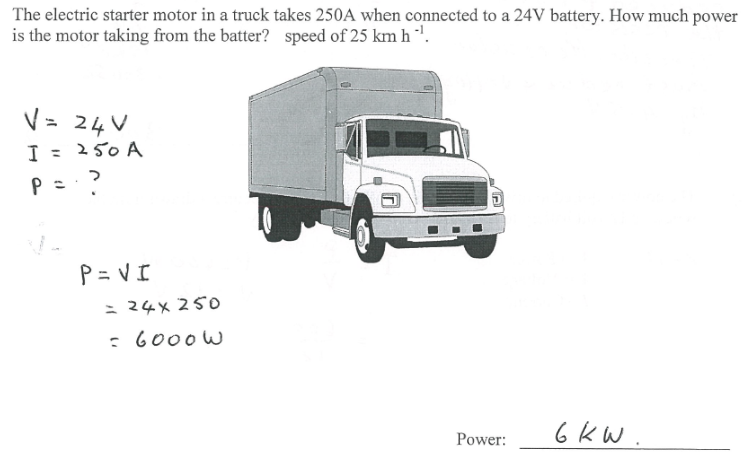 The electric starter motor in a truck takes 250A when connected to a 24V battery. How much power
is the motor taking from the batter? speed of 25 km h⁻¹.
V = 24 V
I = 250 A
P = ?
P = V I
= 24 x 250
= 6000 W
Power: 6 KW.